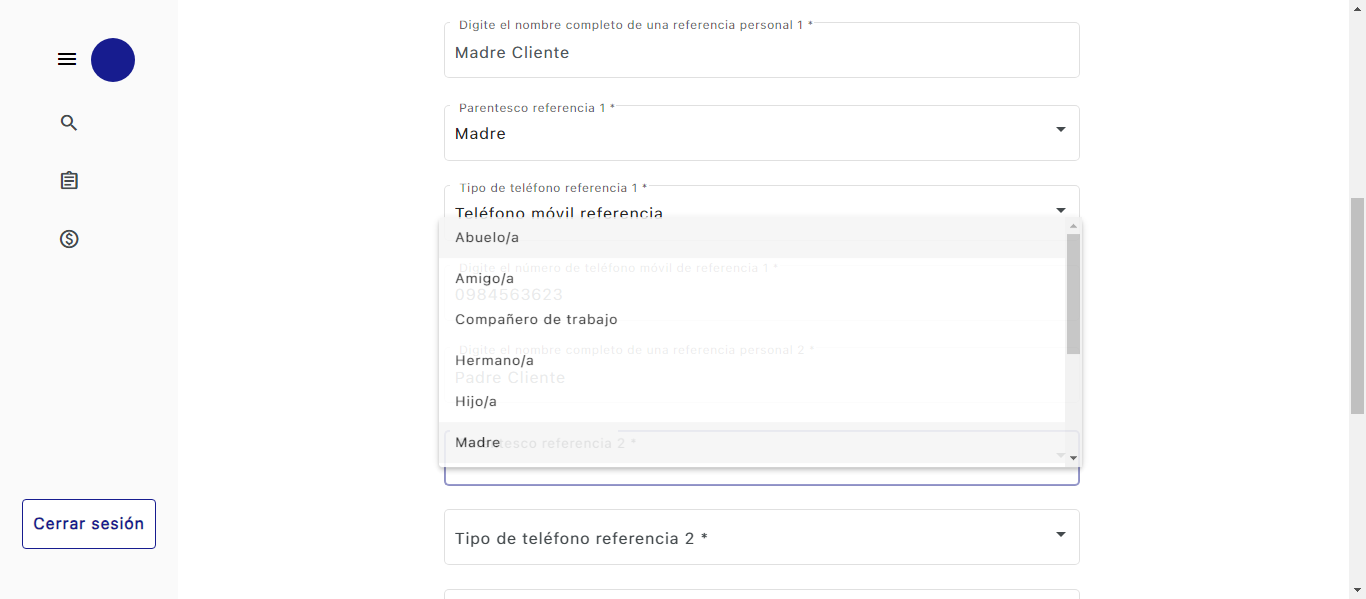 Digite el nombre completo de una referencia personal 1 *
Madre Cliente
Parentesco referencia 1 *
Madre
Tipo de teléfono referencia 1 *
Teléfono móvil referencia
Abuelo/a
Digite el número de teléfono móvil de referencia 1 *
Amigo/a
0984563623
Compañero de trabajo
Digite el nombre completo de una referencia personal 2 *
Hermano/a
Padre Cliente
Hijo/a
Madre
Parentesco referencia 2 *
Tipo de teléfono referencia 2 *
Cerrar sesión